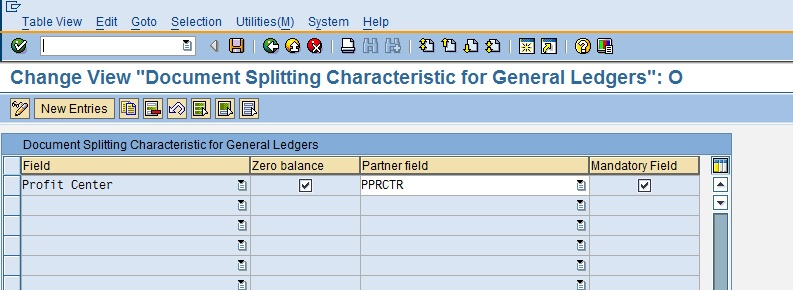 Table View Edit Goto Selection Utilities(M) System Help
Change View "Document Splitting Characteristic for General Ledgers": O
New Entries
Document Splitting Characteristic for General Ledgers
Field Zero balance Partner field Mandatory Field
Profit Center PPRCTR